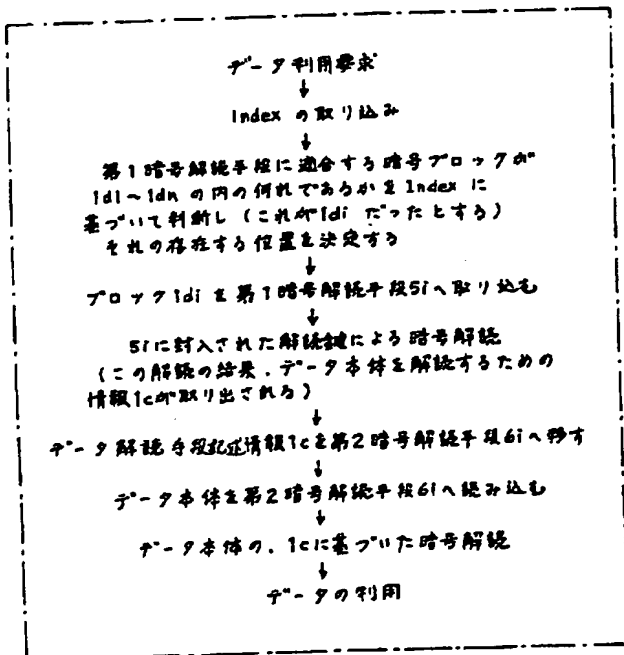 データ利用要求
↓
Index の取り込み
↓
第1暗号解読手段に適合する暗号ブロックが
1d1～1dn の内の何れであるかを Index に
基づいて判断し（これが1di だったとする）
それの存在する位置を決定する
↓
ブロック1di を第1暗号解読手段5iへ取り込む
↓
5iに封入された解読鍵による暗号解読
（この解読の結果．データ本体を解読するための
情報1cが取り出される）
↓
データ解読手段記述情報1cを第2暗号解読手段6iへ移す
↓
データ本体を第2暗号解読手段6iへ読み込む
↓
データ本体の．1cに基づいた暗号解読
↓
データの利用